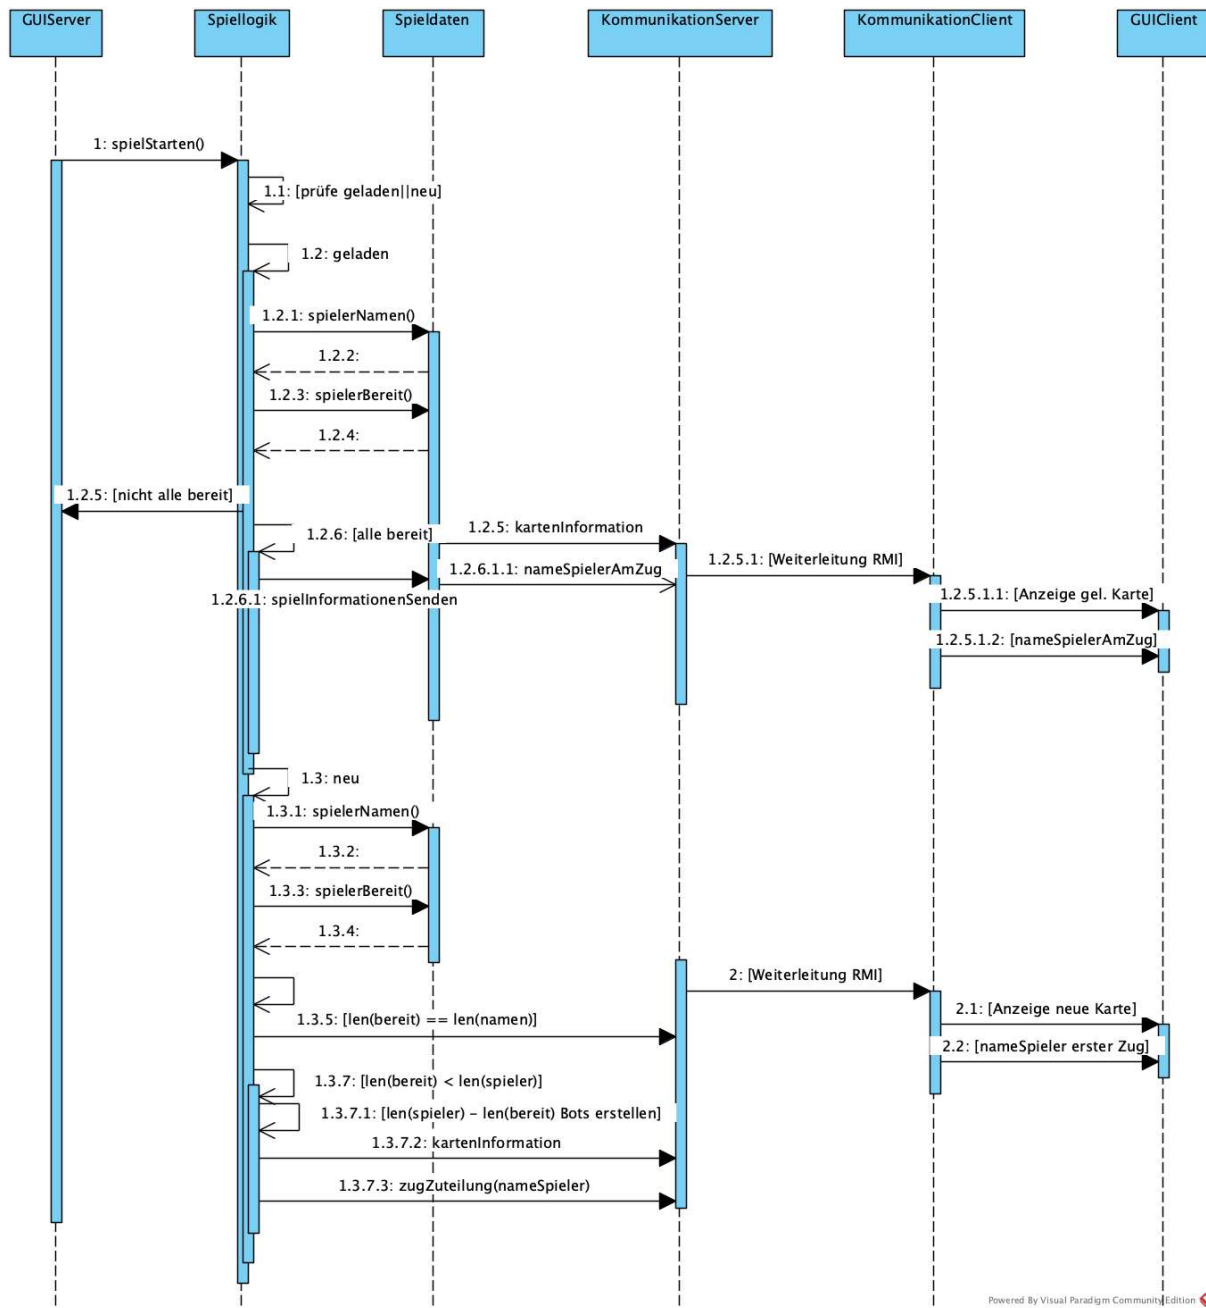 GUIServer
Spiellogik
Spieldaten
KommunikationServer
KommunikationClient
GUIClient
1: spielStarten()
1.1: [prüfe geladen||neu]
1.2: geladen
1.2.1: spielerNamen()
1.2.2:
1.2.3: spielerBereit()
1.2.4:
1.2.5: [nicht alle bereit]
1.2.6: [alle bereit]
1.2.5: kartenInformation
1.2.5.1: [Weiterleitung RMI]
1.2.6.1.1: nameSpielerAmZug
1.2.6.1: spielInformationenSenden
1.2.5.1.1: [Anzeige gel. Karte]
1.2.5.1.2: [nameSpielerAmZug]
1.3: neu
1.3.1: spielerNamen()
1.3.2:
1.3.3: spielerBereit()
1.3.4:
2: [Weiterleitung RMI]
2.1: [Anzeige neue Karte]
1.3.5: [len(bereit) == len(namen)]
2.2: [nameSpieler erster Zug]
1.3.7: [len(bereit) < len(spieler)]
1.3.7.1: [len(spieler) - len(bereit) Bots erstellen]
1.3.7.2: kartenInformation
1.3.7.3: zugZuteilung(nameSpieler)
Powered By Visual Paradigm Community Edition